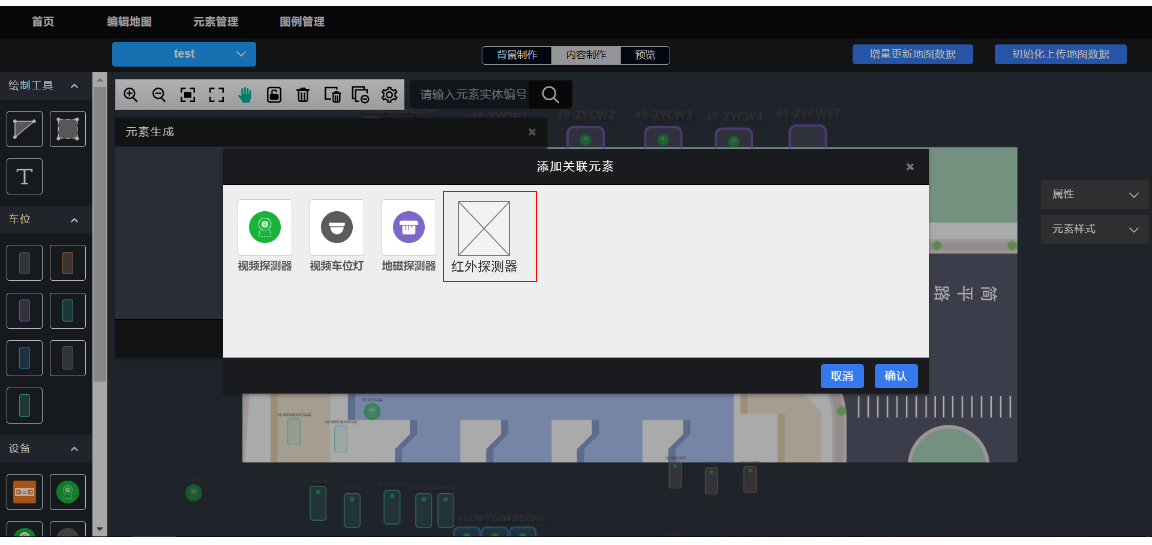 首页
编辑地图
元素管理
图例管理
test
背景制作
内容制作
预览
增量更新地图数据
初始化上传地图数据
绘制工具
请输入元素实体编号
49-ZYCW2
49-ZYCW3
49-ZYCW4
49-ZYCW57
元素生成
添加关联元素
T
属性
车位
元素样式
视频探测器
视频车位灯
地磁探测器
红外探测器
简平路
取消
确认
设备